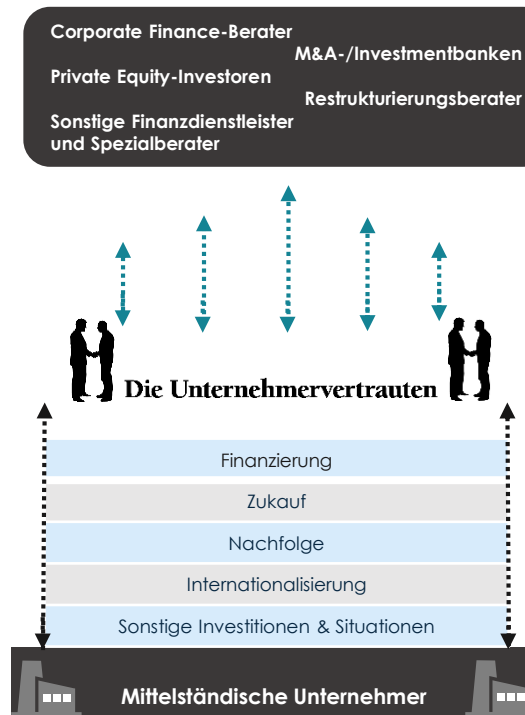 Corporate Finance-Berater
M&A-/Investmentbanken
Private Equity-Investoren
Restrukturierungsberater
Sonstige Finanzdienstleister
und Spezialberater
Die Unternehmervertrauten
Finanzierung
Zukauf
Nachfolge
Internationalisierung
Sonstige Investitionen & Situationen
Mittelständische Unternehmer